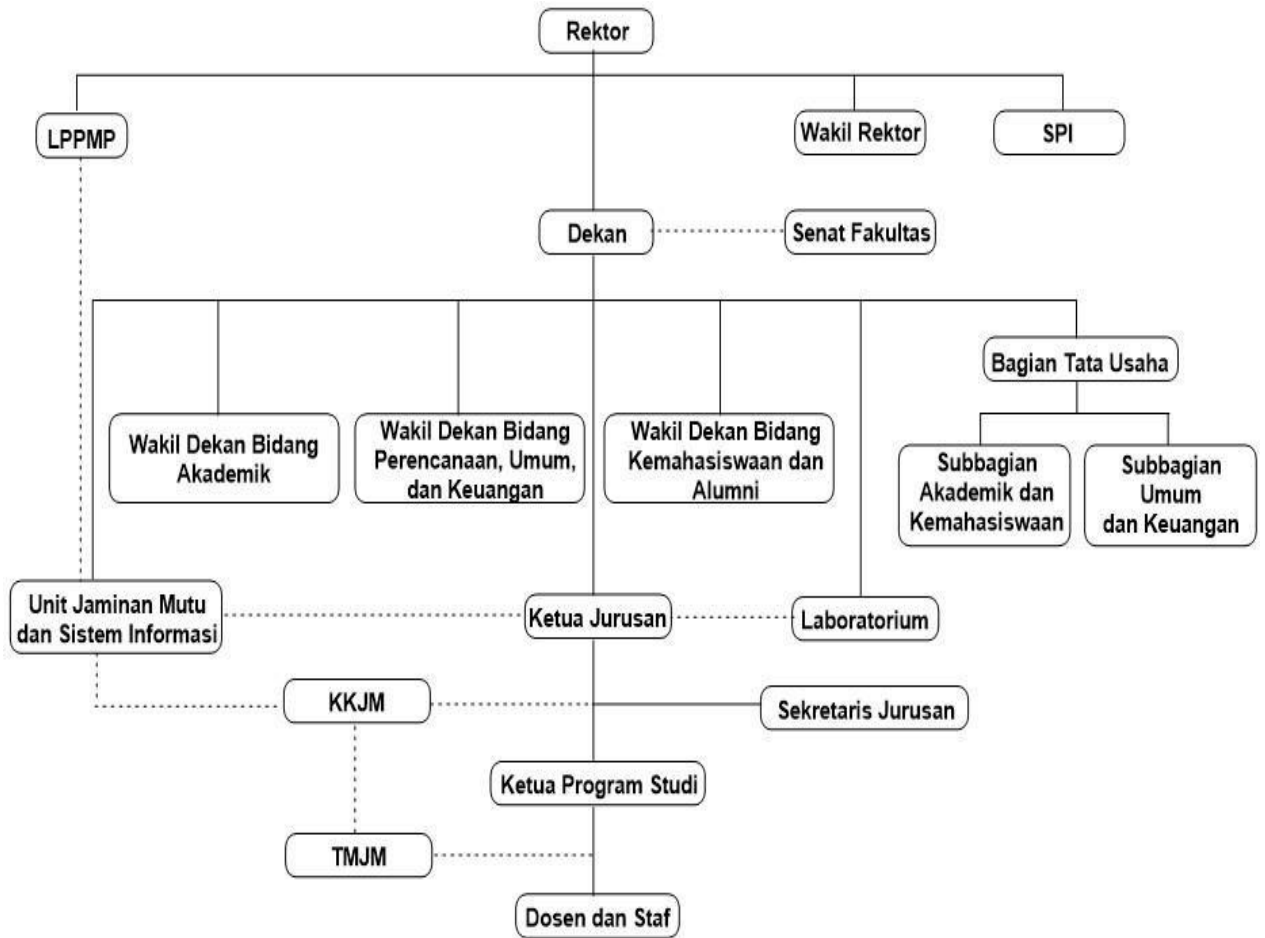 Rektor
LPPMP
Wakil Rektor
SPI
Dekan
Senat Fakultas
Bagian Tata Usaha
Wakil Dekan Bidang
Akademik
Wakil Dekan Bidang
Perencanaan, Umum,
dan Keuangan
Wakil Dekan Bidang
Kemahasiswaan dan
Alumni
Subbagian
Akademik dan
Kemahasiswaan
Subbagian
Umum
dan Keuangan
Unit Jaminan Mutu
dan Sistem Informasi
Ketua Jurusan
Laboratorium
KKJM
Sekretaris Jurusan
Ketua Program Studi
TMJM
Dosen dan Staf